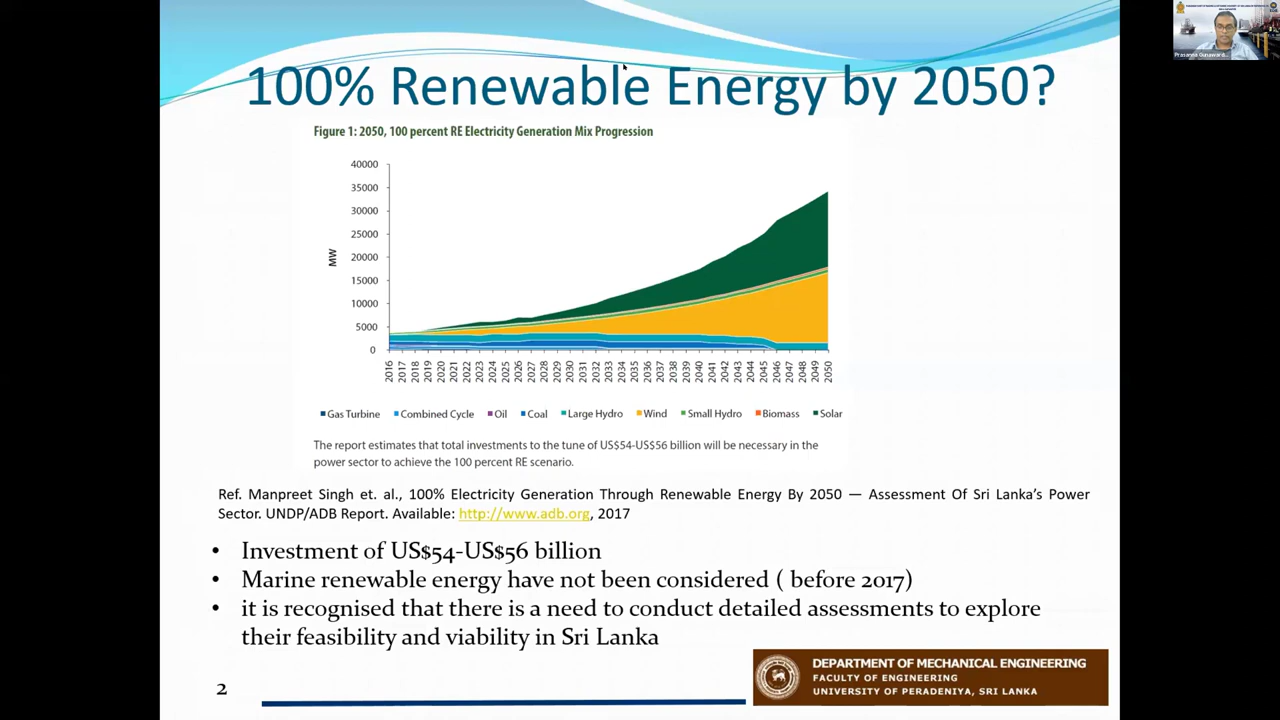 100% Renewable Energy by 2050?
Figure 1: 2050, 100 percent RE Electricity Generation Mix Progression
MW
40000
35000
30000
25000
20000
15000
10000
5000
0
2016 2017 2018 2019 2020 2021 2022 2023 2024 2025 2026 2027 2028 2029 2030 2031 2032 2033 2034 2035 2036 2037 2038 2039 2040 2041 2042 2043 2044 2045 2046 2047 2048 2049 2050
Gas Turbine Combined Cycle Oil Coal Large Hydro Wind Small Hydro Biomass Solar
The report estimates that total investments to the tune of US$54-US$56 billion will be necessary in the
power sector to achieve the 100 percent RE scenario.
Ref. Manpreet Singh et. al., 100% Electricity Generation Through Renewable Energy By 2050 — Assessment Of Sri Lanka's Power
Sector. UNDP/ADB Report. Available: http://www.adb.org, 2017
• Investment of US$54-US$56 billion
• Marine renewable energy have not been considered ( before 2017)
• it is recognised that there is a need to conduct detailed assessments to explore
their feasibility and viability in Sri Lanka
2
DEPARTMENT OF MECHANICAL ENGINEERING
FACULTY OF ENGINEERING
UNIVERSITY OF PERADENIYA, SRI LANKA